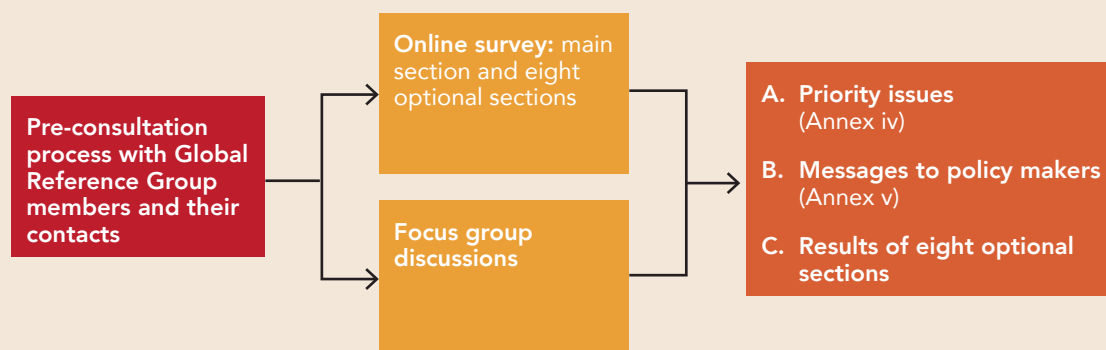 Pre-consultation
process with Global
Reference Group
members and their
contacts
Online survey: main
section and eight
optional sections
Focus group
discussions
A. Priority issues
(Annex iv)
B. Messages to policy makers
(Annex v)
C. Results of eight optional
sections